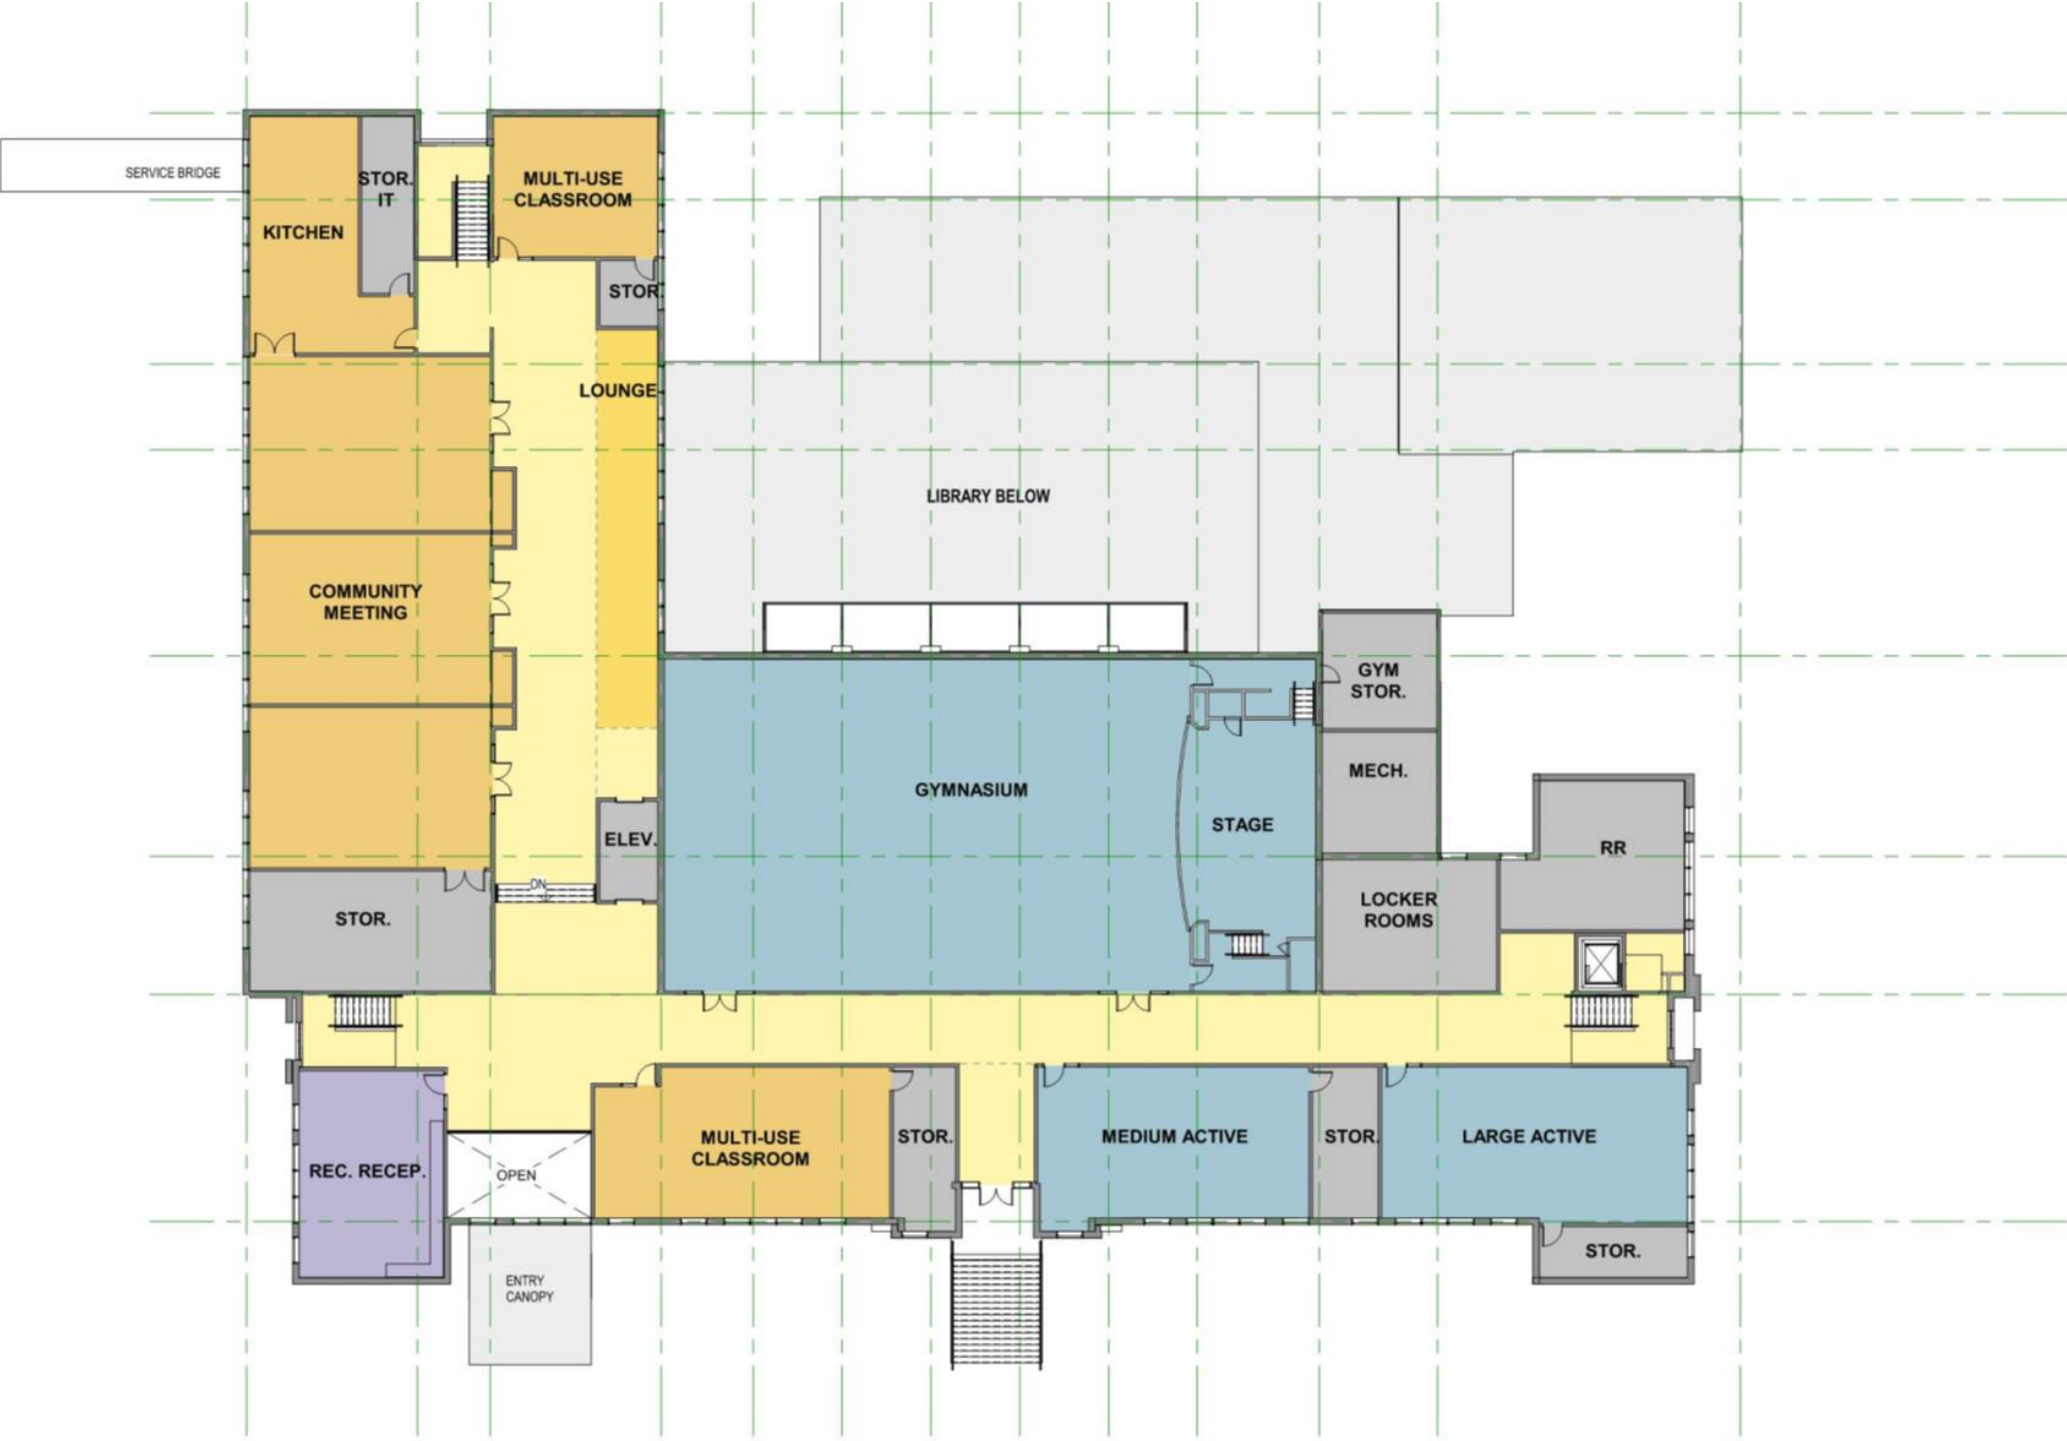 SERVICE BRIDGE
KITCHEN
STOR.
IT
MULTI-USE
CLASSROOM
STOR.
LOUNGE
LIBRARY BELOW
COMMUNITY
MEETING
GYM
STOR.
MECH.
GYMNASIUM
STAGE
ELEV.
RR
DN
STOR.
LOCKER
ROOMS
REC. RECEP.
OPEN
MULTI-USE
CLASSROOM
STOR.
MEDIUM ACTIVE
STOR.
LARGE ACTIVE
STOR.
ENTRY
CANOPY